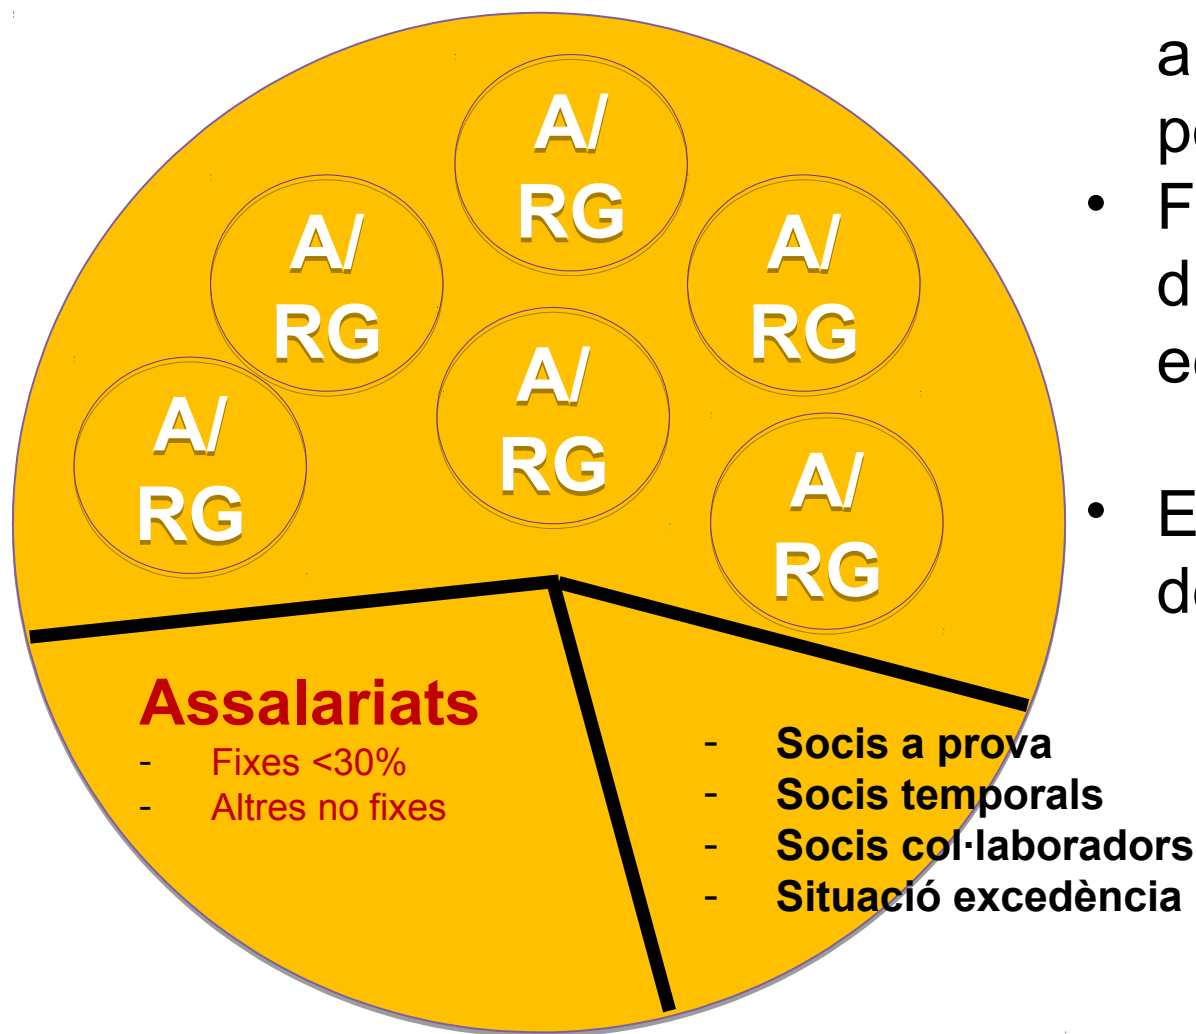 A/
RG
A/
RG
A/
RG
A/
RG
A/
RG
A/
RG
Assalariats
- Fixes <30%
- Altres no fixes
- Socis a prova
- Socis temporals
- Socis col·laboradors
- Situació excedència